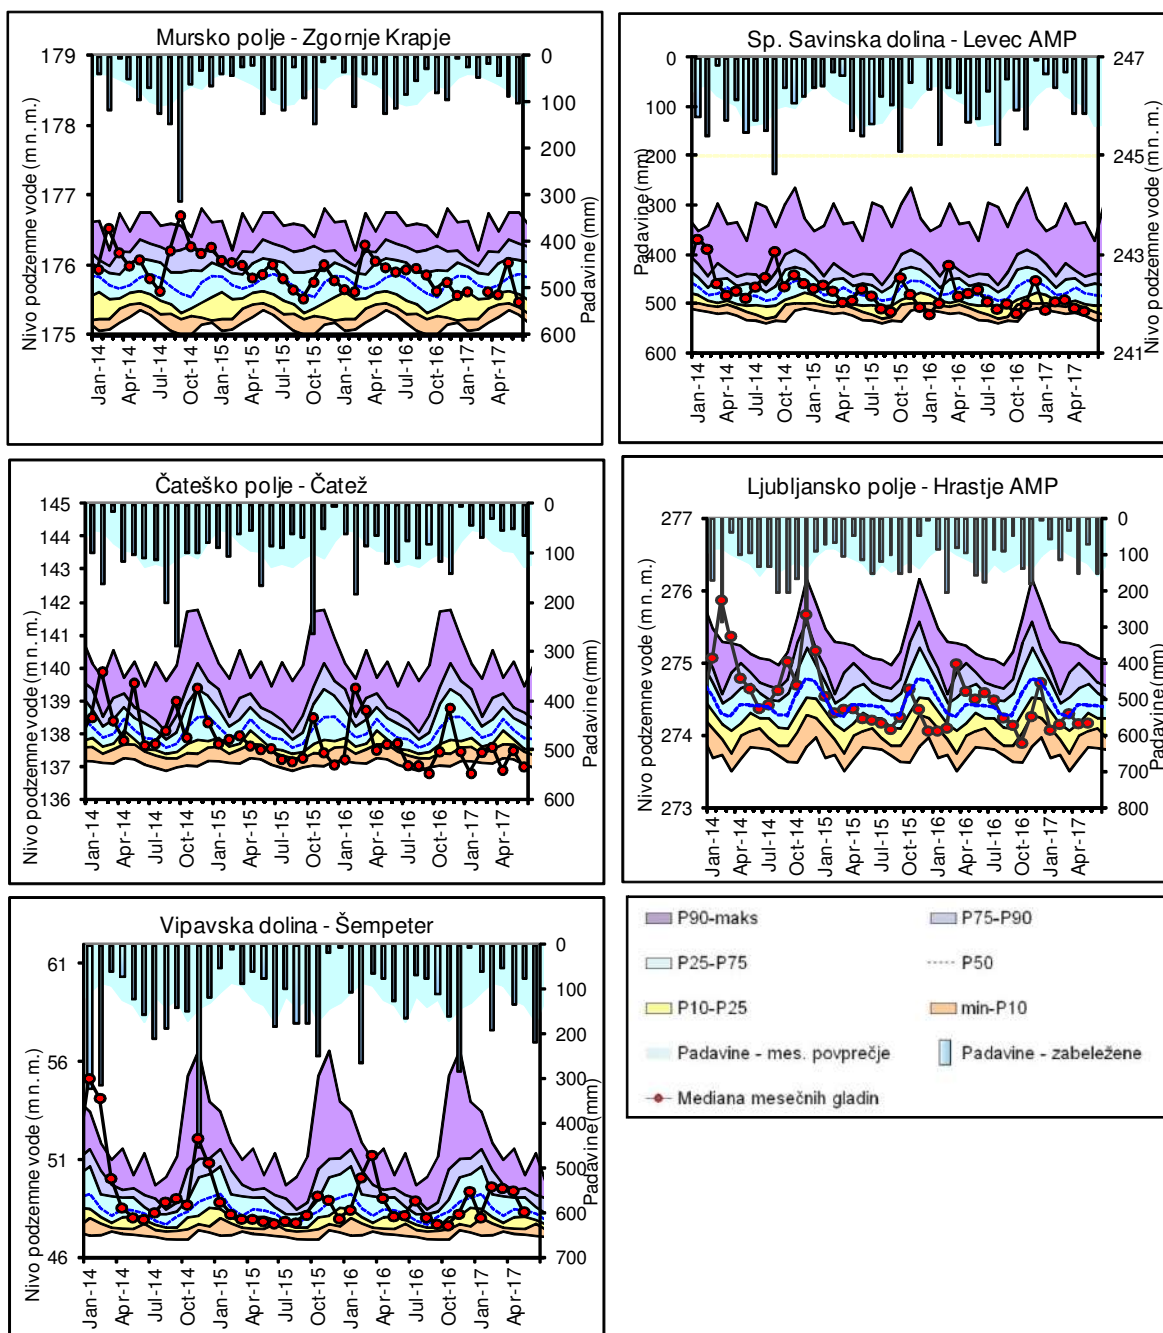 Mursko polje - Zgornje Krapje
Nivo podzemne vode (m n. m.)
179
178
177
176
175
0
100
200
300
400
500
600
Padavine (mm)
Jan-14
Apr-14
Jul-14
Oct-14
Jan-15
Apr-15
Jul-15
Oct-15
Jan-16
Apr-16
Jul-16
Oct-16
Jan-17
Apr-17
Sp. Savinska dolina - Levec AMP
Padavine (mm)
0
100
200
300
400
500
600
247
245
243
241
Nivo podzemne vode (m n. m.)
Jan-14
Apr-14
Jul-14
Oct-14
Jan-15
Apr-15
Jul-15
Oct-15
Jan-16
Apr-16
Jul-16
Oct-16
Jan-17
Apr-17
Čateško polje - Čatež
Nivo podzemne vode (m n. m.)
145
144
143
142
141
140
139
138
137
136
0
100
200
300
400
500
600
Padavine (mm)
Jan-14
Apr-14
Jul-14
Oct-14
Jan-15
Apr-15
Jul-15
Oct-15
Jan-16
Apr-16
Jul-16
Oct-16
Jan-17
Apr-17
Ljubljansko polje - Hrastje AMP
Nivo podzemne vode (m n. m.)
277
276
275
274
273
0
100
200
300
400
500
600
700
800
Padavine (mm)
Jan-14
Apr-14
Jul-14
Oct-14
Jan-15
Apr-15
Jul-15
Oct-15
Jan-16
Apr-16
Jul-16
Oct-16
Jan-17
Apr-17
Vipavska dolina - Šempeter
Nivo podzemne vode (m n. m.)
61
56
51
46
0
100
200
300
400
500
600
700
Padavine (mm)
Jan-14
Apr-14
Jul-14
Oct-14
Jan-15
Apr-15
Jul-15
Oct-15
Jan-16
Apr-16
Jul-16
Oct-16
Jan-17
Apr-17
P90-maks
P75-P90
P25-P75
P50
P10-P25
min-P10
Padavine - mes. povprečje
Padavine - zabeležene
Mediana mesečnih gladin